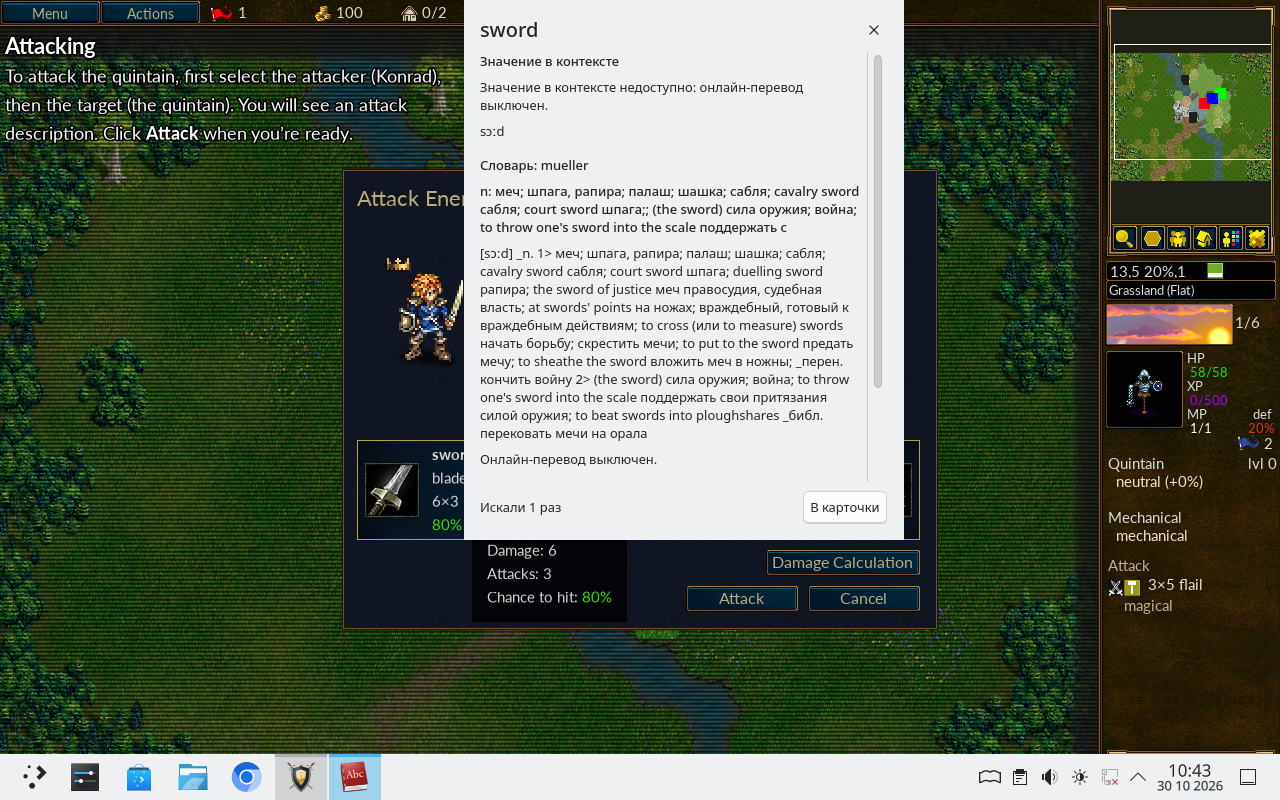 Menu
Actions
1
100
0/2
Attacking
To attack the quintain, first select the attacker (Konrad),
then the target (the quintain). You will see an attack
description. Click Attack when you're ready.
Attack Ener
swor
blade
6×3
80%
Damage: 6
Attacks: 3
Chance to hit: 80%
Damage Calculation
Attack
Cancel
sword
Значение в контексте
Значение в контексте недоступно: онлайн-перевод
выключен.
sɔːd
Словарь: mueller
n: меч; шпага, рапира; палаш; шашка; сабля; cavalry sword
сабля; court sword шпага;; (the sword) сила оружия; война;
to throw one's sword into the scale поддержать с
[sɔːd] _n. 1> меч; шпага, рапира; палаш; шашка; сабля;
cavalry sword сабля; court sword шпага; duelling sword
рапира; the sword of justice меч правосудия, судебная
власть; at swords' points на ножах; враждебный, готовый к
враждебным действиям; to cross (или to measure) swords
начать борьбу; скрестить мечи; to put to the sword предать
мечу; to sheathe the sword вложить меч в ножны; _перен.
кончить войну 2> (the sword) сила оружия; война; to throw
one's sword into the scale поддержать свои притязания
силой оружия; to beat swords into ploughshares _библ.
перековать мечи на орала
Онлайн-перевод выключен.
Искали 1 раз
В карточки
13,5 20%,1
Grassland (Flat)
1/6
HP
58/58
XP
0/500
MP
1/1
def
20%
2
Quintain
lvl 0
neutral (+0%)
Mechanical
mechanical
Attack
T
3×5 flail
magical
Abc
10:43
30 10 2026